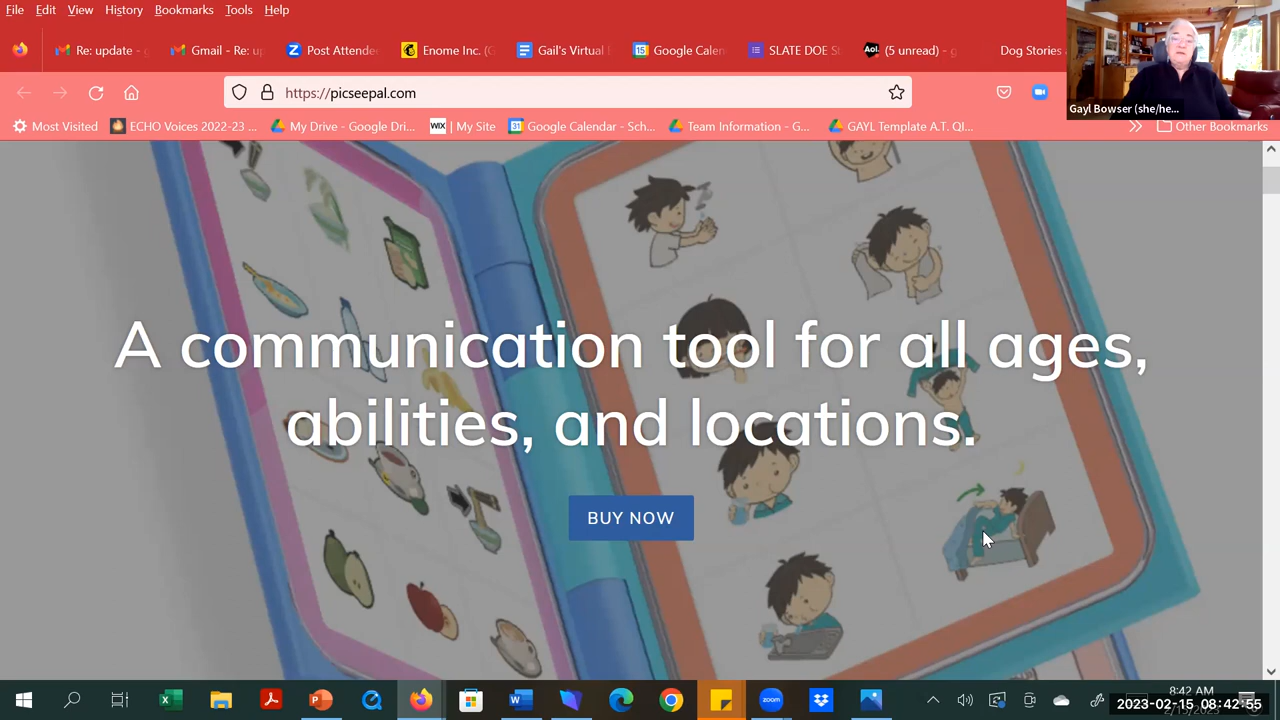 File Edit View History Bookmarks Tools Help
Re: update - Gmail - Re: up Post Attende Enome Inc. (G Gail's Virtual Google Calen SLATE DOE S (5 unread) - g Dog Stories
https://picseepal.com
Gayl Bowser (she/he...
Most Visited ECHO Voices 2022-23 ... My Drive - Google Dri... WIX | My Site Google Calendar - Sch... Team Information - G... GAYL Template A.T. QI... Other Bookmarks
A communication tool for all ages,
abilities, and locations.
BUY NOW
8:42 AM
2023-02-15 08:42:55